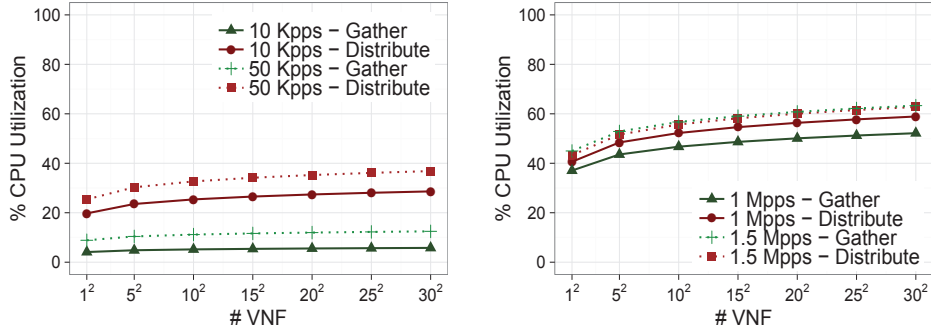 % CPU Utilization
100
80
60
40
20
0
10 Kpps − Gather
10 Kpps − Distribute
50 Kpps − Gather
50 Kpps − Distribute
1² 5² 10² 15² 20² 25² 30²
# VNF
% CPU Utilization
100
80
60
40
20
0
1 Mpps − Gather
1 Mpps − Distribute
1.5 Mpps − Gather
1.5 Mpps − Distribute
1² 5² 10² 15² 20² 25² 30²
# VNF